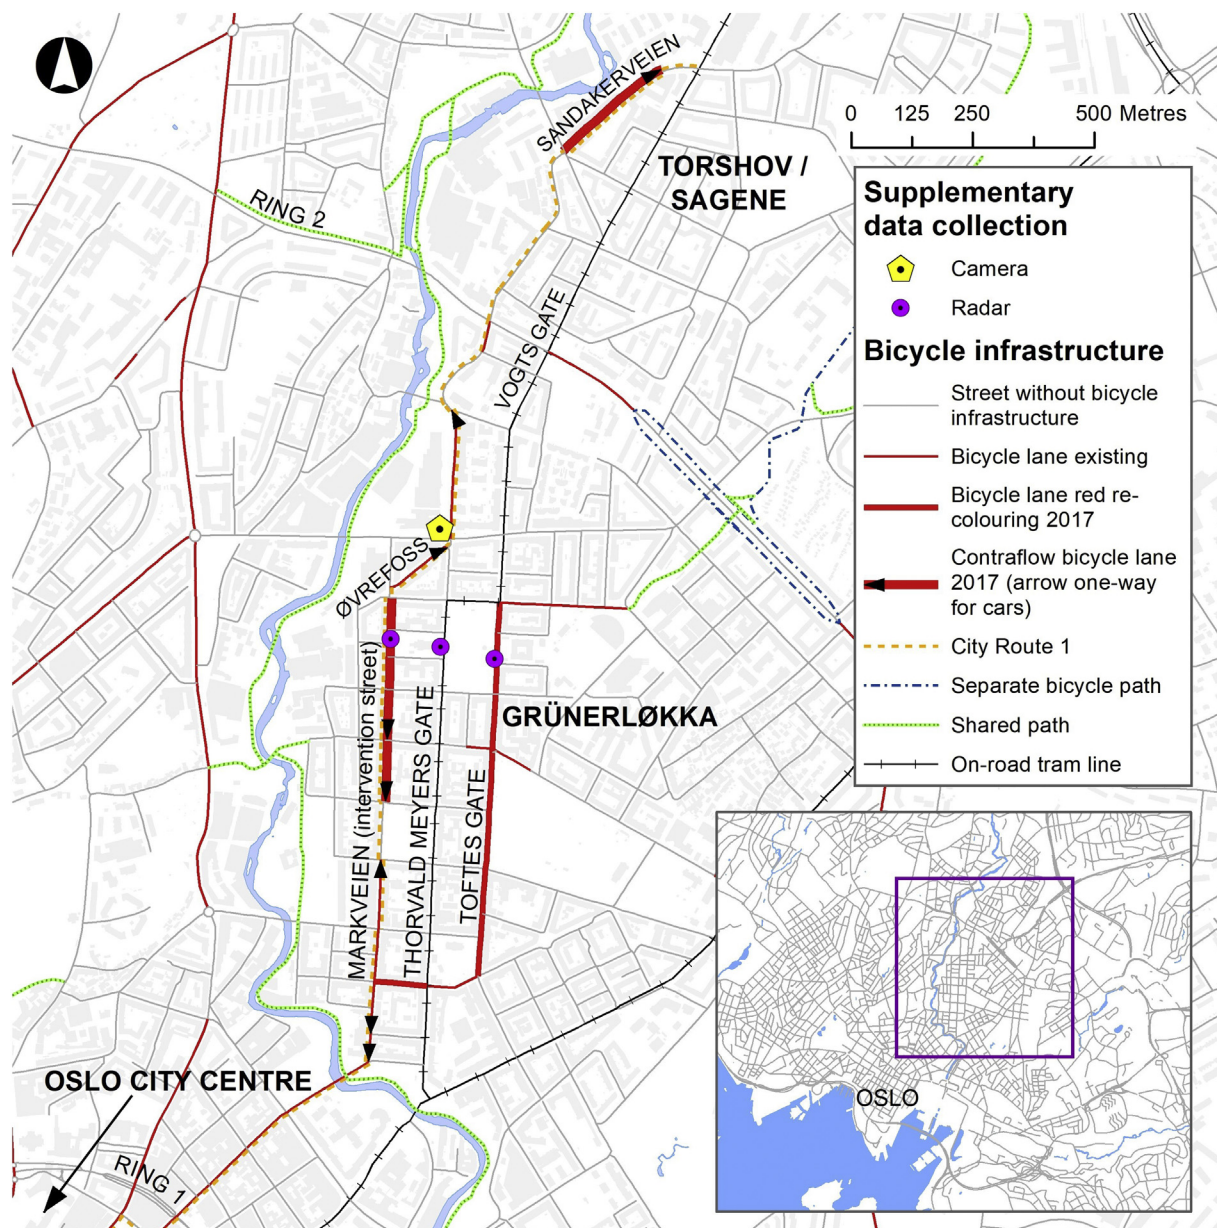 SANDAKERVEIEN
TORSHOV /
SAGENE
RING 2
VOGTS GATE
ØVREFOSS
MARKVEIEN (intervention street)
THORVALD MEYERS GATE
TOFTES GATE
GRÜNERLØKKA
OSLO CITY CENTRE
RING 1
0 125 250 500 Metres
Supplementary
data collection
Camera
Radar
Bicycle infrastructure
Street without bicycle
infrastructure
Bicycle lane existing
Bicycle lane red re-
colouring 2017
Contraflow bicycle lane
2017 (arrow one-way
for cars)
City Route 1
Separate bicycle path
Shared path
On-road tram line
OSLO